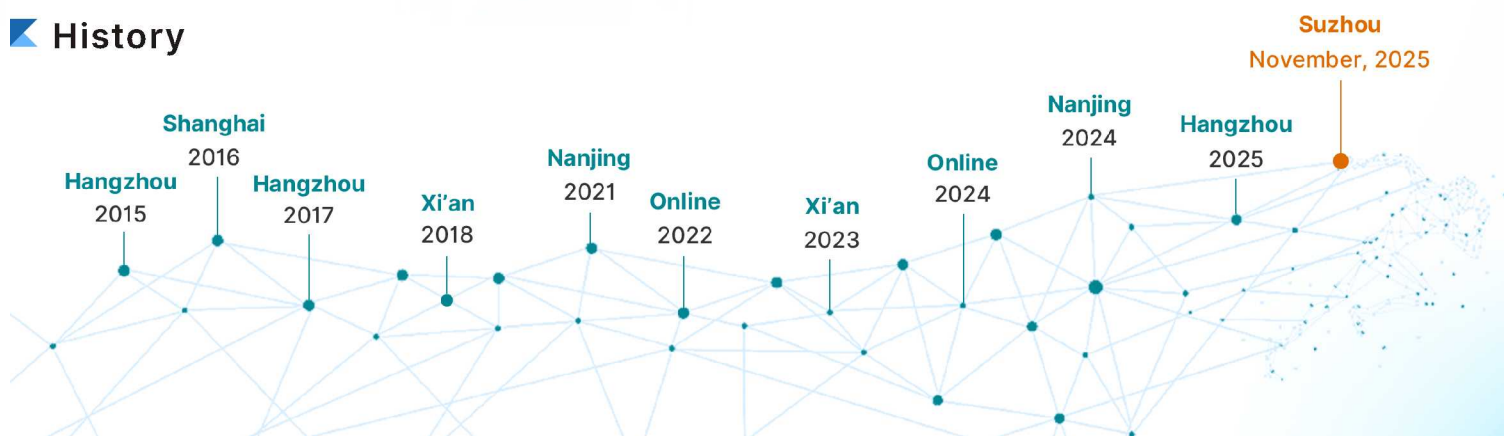 History
Hangzhou
2015
Shanghai
2016
Hangzhou
2017
Xi’an
2018
Nanjing
2021
Online
2022
Xi’an
2023
Online
2024
Nanjing
2024
Hangzhou
2025
Suzhou
November, 2025